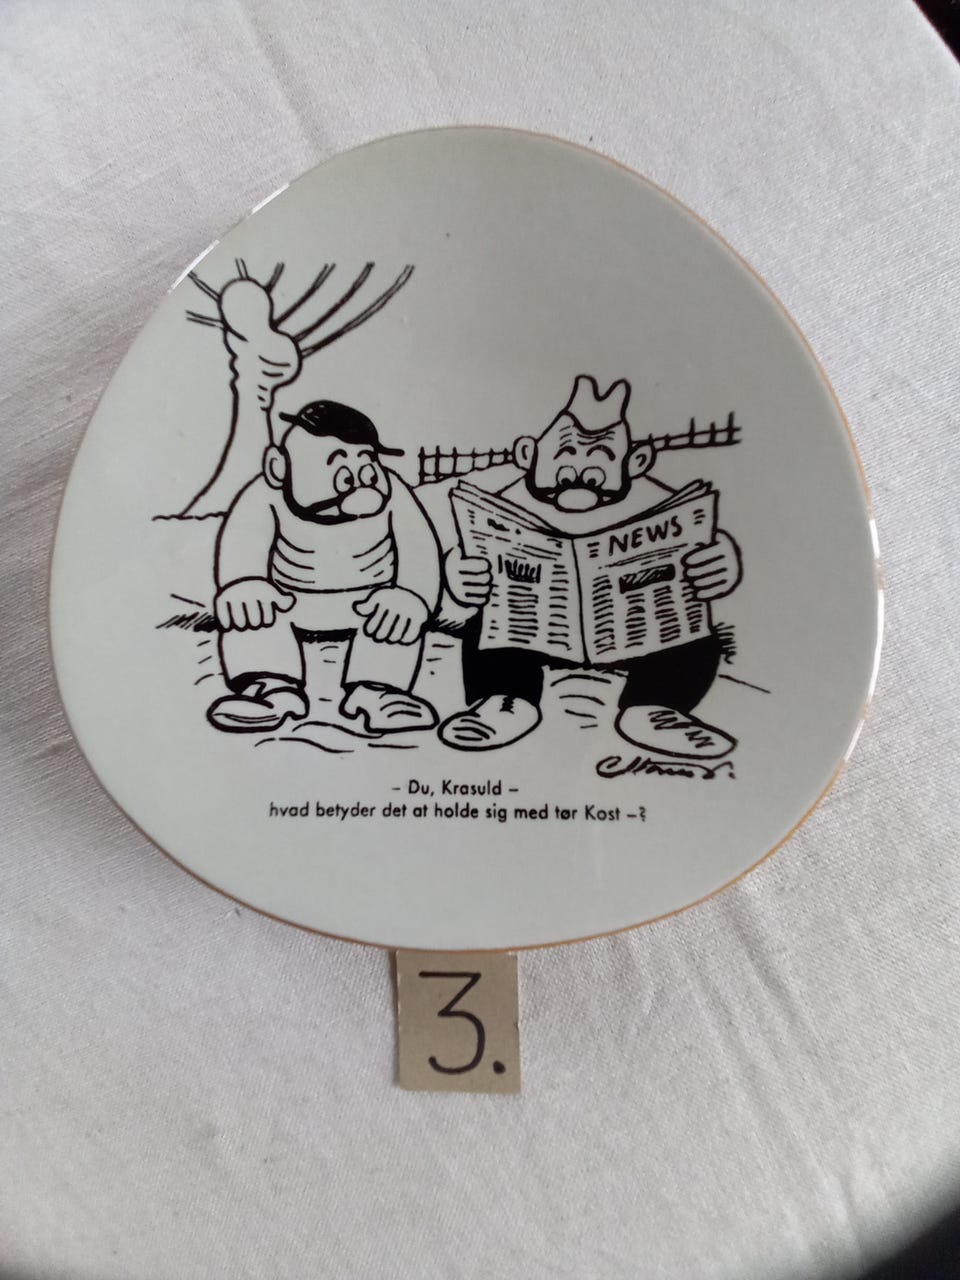 NEWS
– Du, Krasuld –
hvad betyder det at holde sig med tør Kost –?
3.